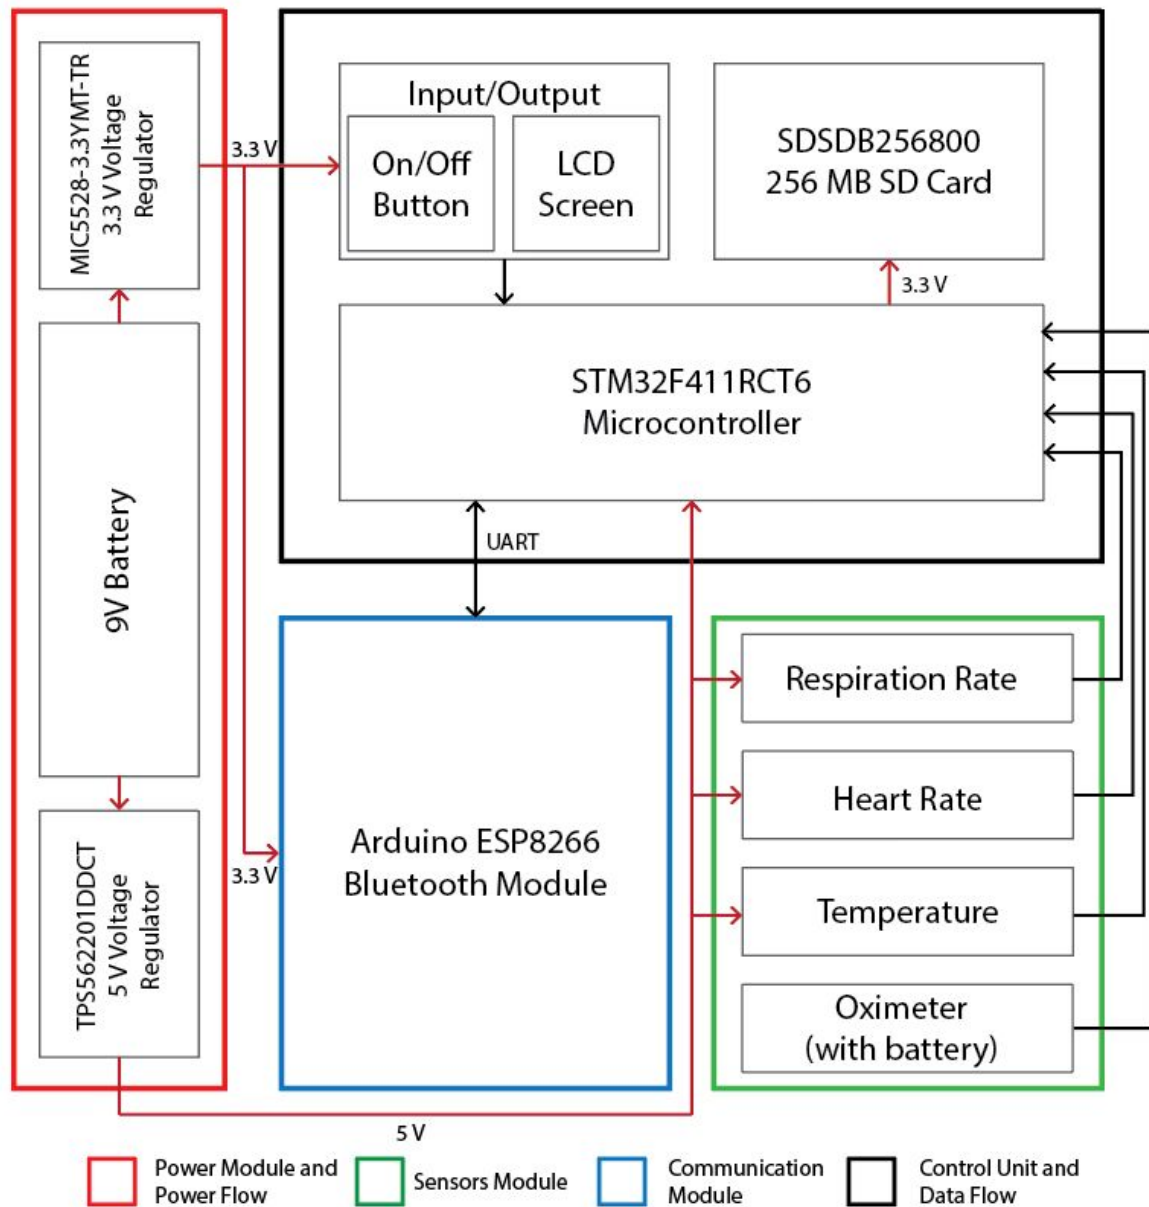 MIC5528-3.3YMT-TR
3.3 V Voltage
Regulator
9V Battery
TPS562201DDCT
5 V Voltage
Regulator
3.3 V
3.3 V
Input/Output
On/Off
Button
LCD
Screen
SDSDB256800
256 MB SD Card
3.3 V
STM32F411RCT6
Microcontroller
UART
Arduino ESP8266
Bluetooth Module
Respiration Rate
Heart Rate
Temperature
Oximeter
(with battery)
5 V
Power Module and
Power Flow
Sensors Module
Communication
Module
Control Unit and
Data Flow